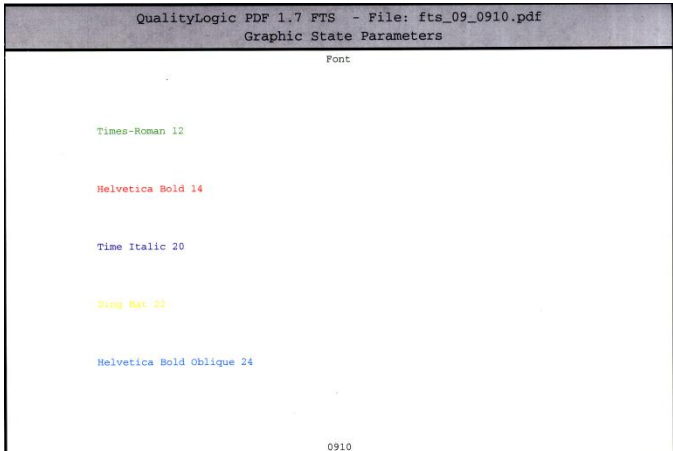 QualityLogic PDF 1.7 FTS - File: fts_09_0910.pdf
Graphic State Parameters
Font
Times-Roman 12
Helvetica Bold 14
Time Italic 20
Ding Bat 22
Helvetica Bold Oblique 24
0910